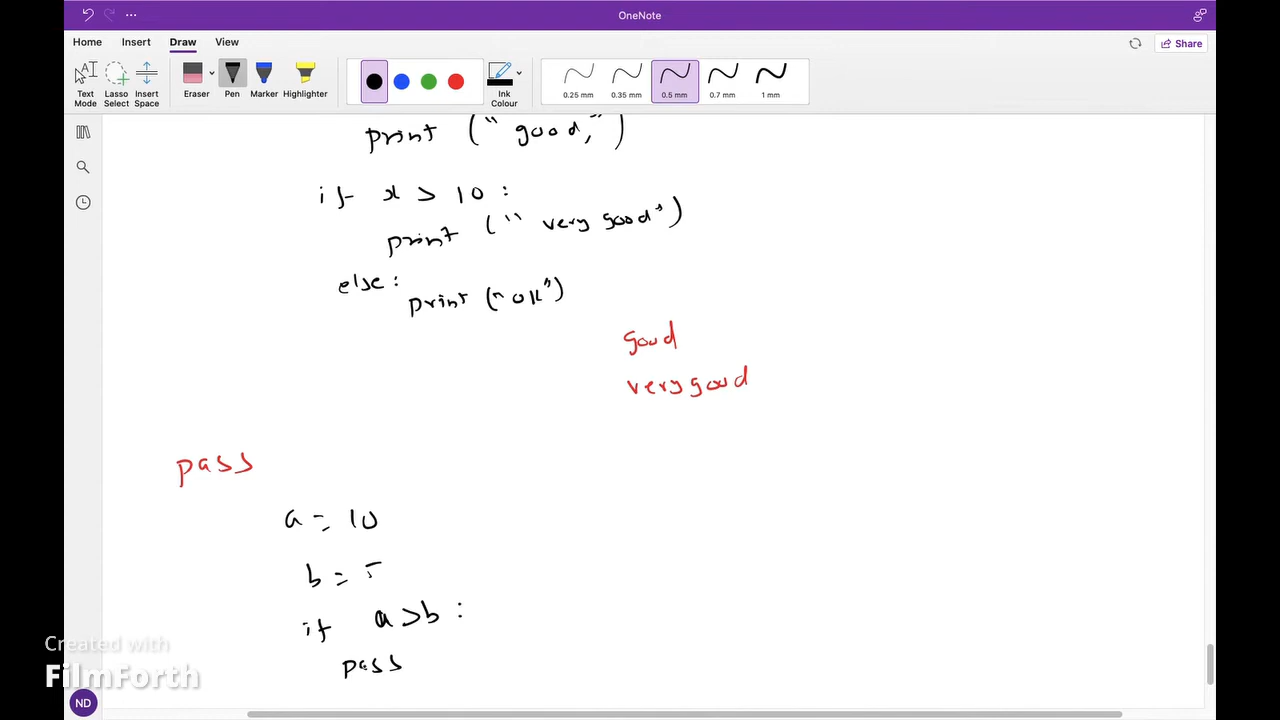 OneNote
Home Insert Draw View
Share
Text Mode
Lasso Select
Insert Space
Eraser
Pen
Marker
Highlighter
Ink Colour
0.25 mm
0.35 mm
0.5 mm
0.7 mm
1 mm
print ("good,")
if x > 10 :
print ("very good")
else :
print ("ok")
good
very good
pass
a = 10
b = 5
if a > b :
pass
Created with
FilmForth
ND